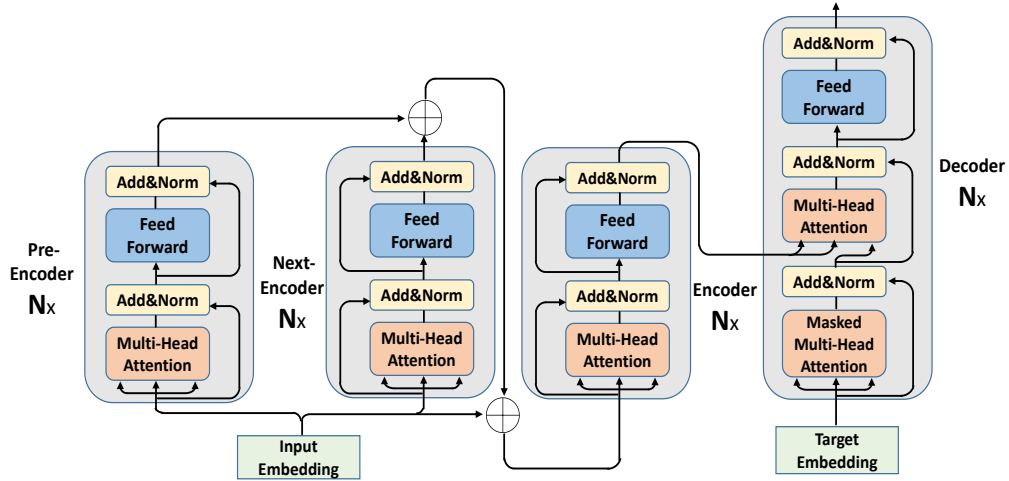 Pre-
Encoder
Nx
Add&Norm
Feed
Forward
Add&Norm
Multi-Head
Attention
Next-
Encoder
Nx
Add&Norm
Feed
Forward
Add&Norm
Multi-Head
Attention
Input
Embedding
Add&Norm
Feed
Forward
Add&Norm
Multi-Head
Attention
Encoder
Nx
Add&Norm
Feed
Forward
Add&Norm
Multi-Head
Attention
Add&Norm
Masked
Multi-Head
Attention
Target
Embedding
Decoder
Nx